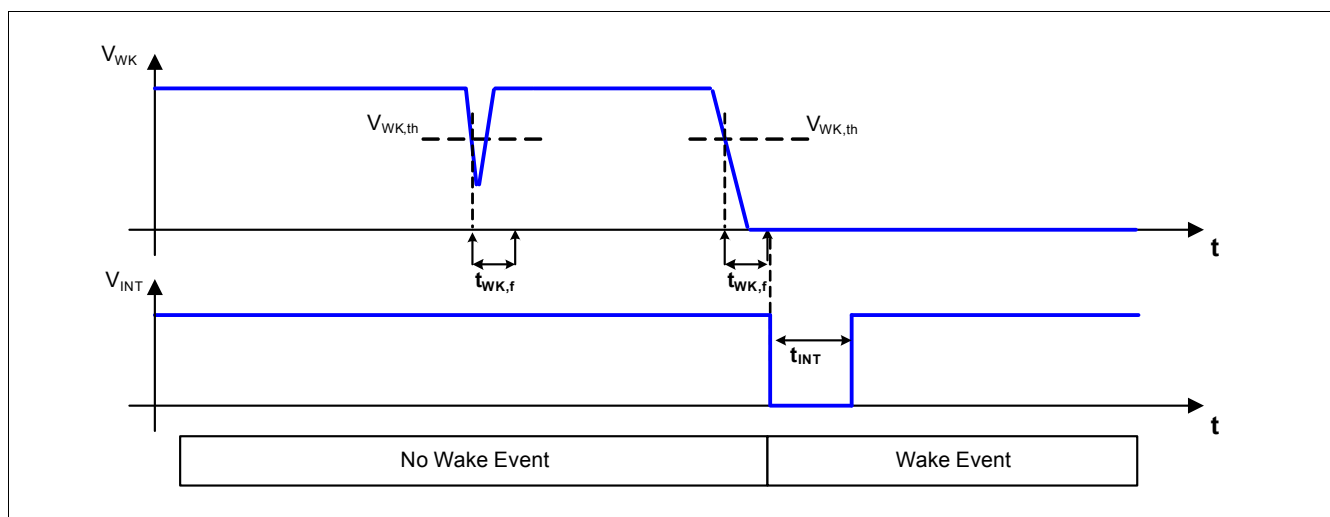 V_WK
V_WK,th
V_WK,th
t
t_WK,f
t_WK,f
V_INT
t_INT
t
No Wake Event
Wake Event